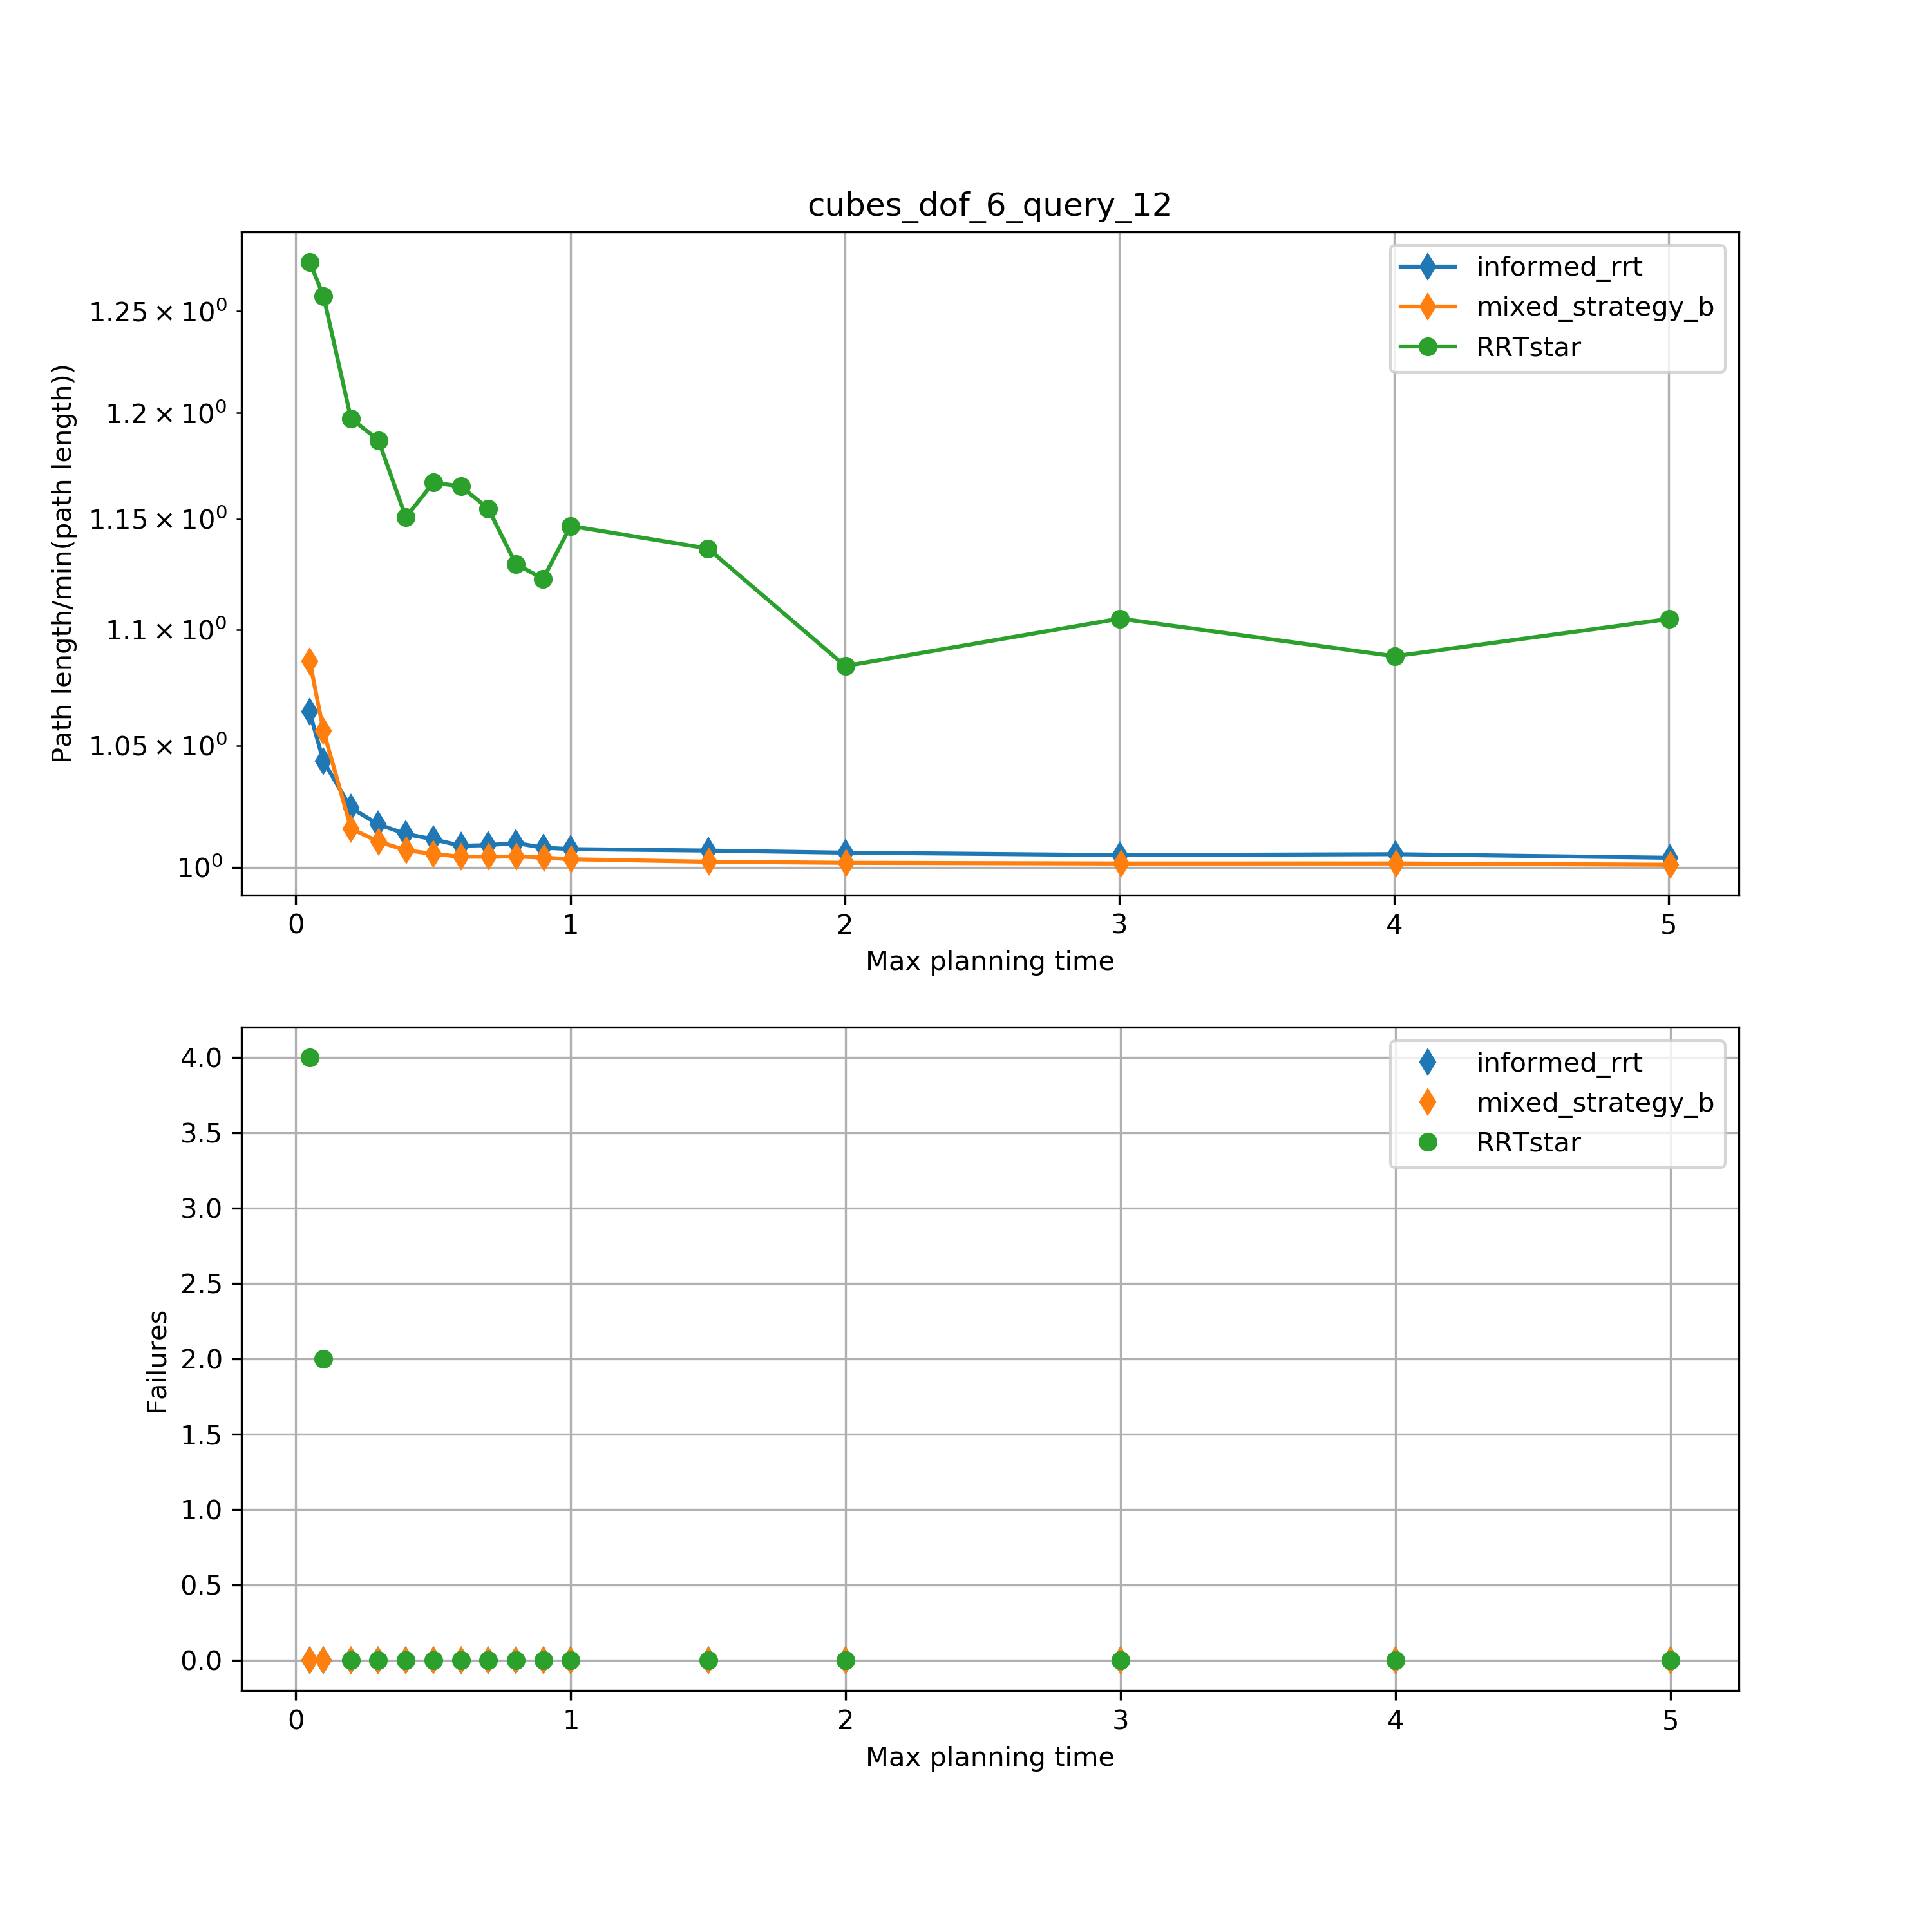 cubes_dof_6_query_12
informed_rrt
mixed_strategy_b
RRTstar
Path length/min(path length))
1.25 × 10⁰
1.2 × 10⁰
1.15 × 10⁰
1.1 × 10⁰
1.05 × 10⁰
10⁰
0 1 2 3 4 5
Max planning time
informed_rrt
mixed_strategy_b
RRTstar
Failures
4.0
3.5
3.0
2.5
2.0
1.5
1.0
0.5
0.0
0 1 2 3 4 5
Max planning time